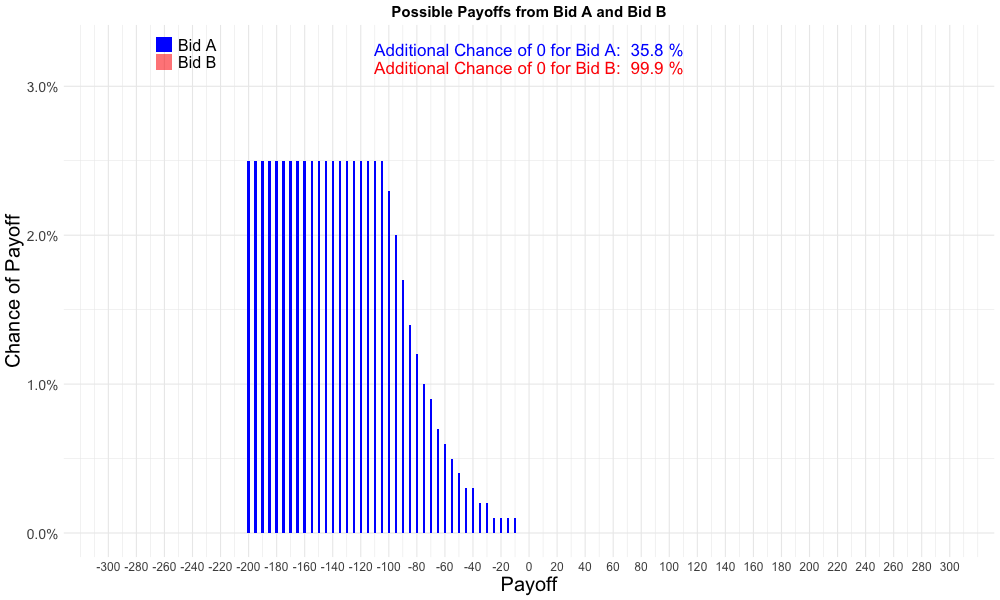 Possible Payoffs from Bid A and Bid B
Bid A
Bid B
Additional Chance of 0 for Bid A: 35.8 %
Additional Chance of 0 for Bid B: 99.9 %
Chance of Payoff
3.0%
2.0%
1.0%
0.0%
-300 -280 -260 -240 -220 -200 -180 -160 -140 -120 -100 -80 -60 -40 -20 0 20 40 60 80 100 120 140 160 180 200 220 240 260 280 300
Payoff